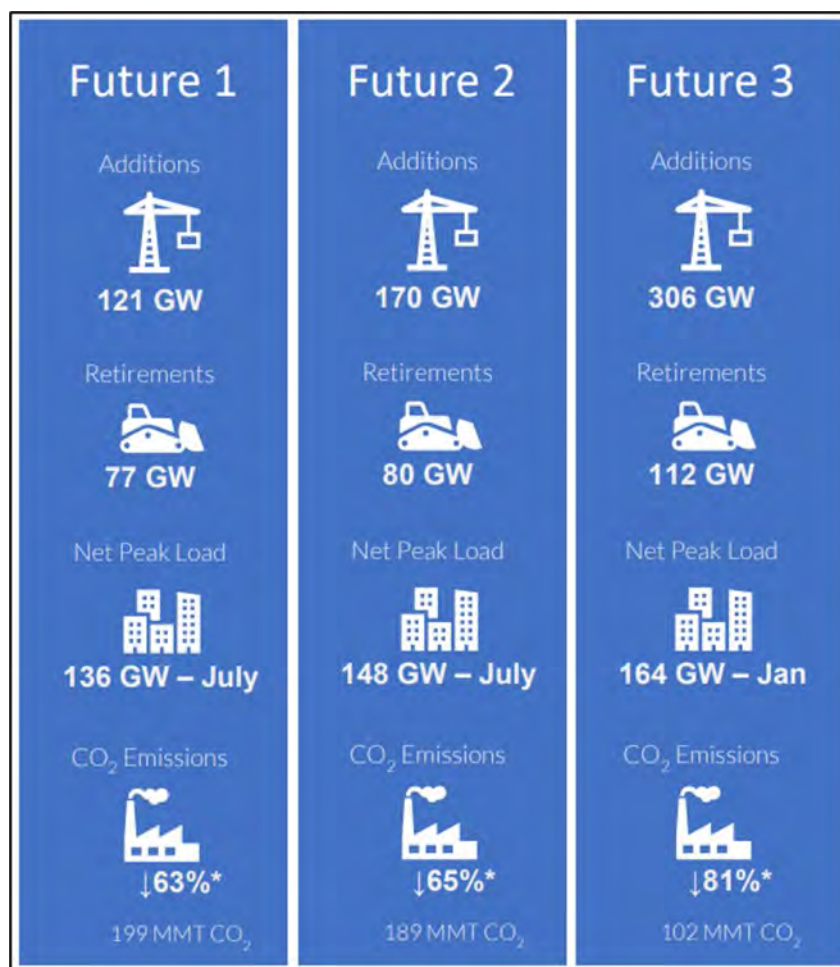 Future 1
Additions
121 GW
Retirements
77 GW
Net Peak Load
136 GW – July
CO₂ Emissions
↓63%*
199 MMT CO₂
Future 2
Additions
170 GW
Retirements
80 GW
Net Peak Load
148 GW – July
CO₂ Emissions
↓65%*
189 MMT CO₂
Future 3
Additions
306 GW
Retirements
112 GW
Net Peak Load
164 GW – Jan
CO₂ Emissions
↓81%*
102 MMT CO₂